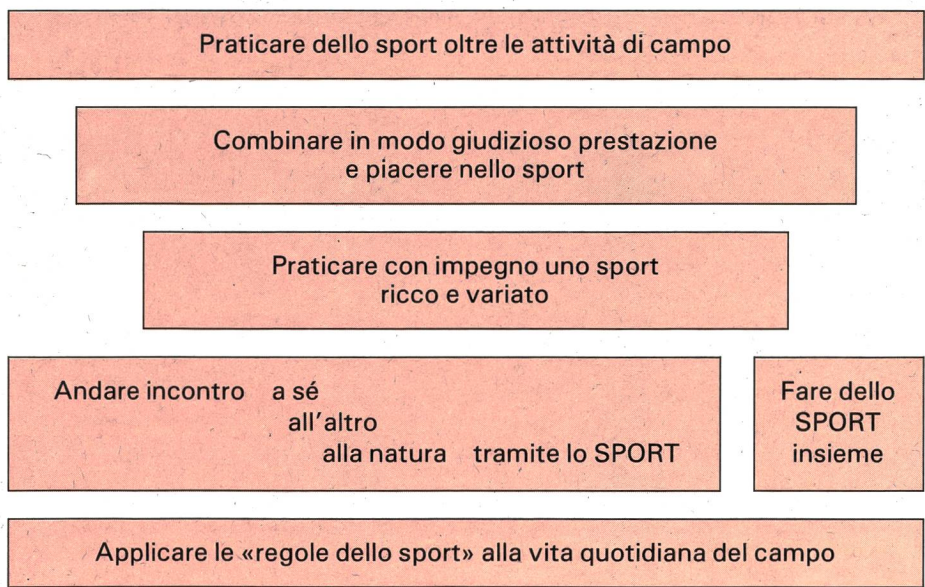 Praticare dello sport oltre le attività di campo
Combinare in modo giudizioso prestazione
e piacere nello sport
Praticare con impegno uno sport
ricco e variato
Andare incontro a sé
all'altro
alla natura tramite lo SPORT
Fare dello
SPORT
insieme
Applicare le «regole dello sport» alla vita quotidiana del campo